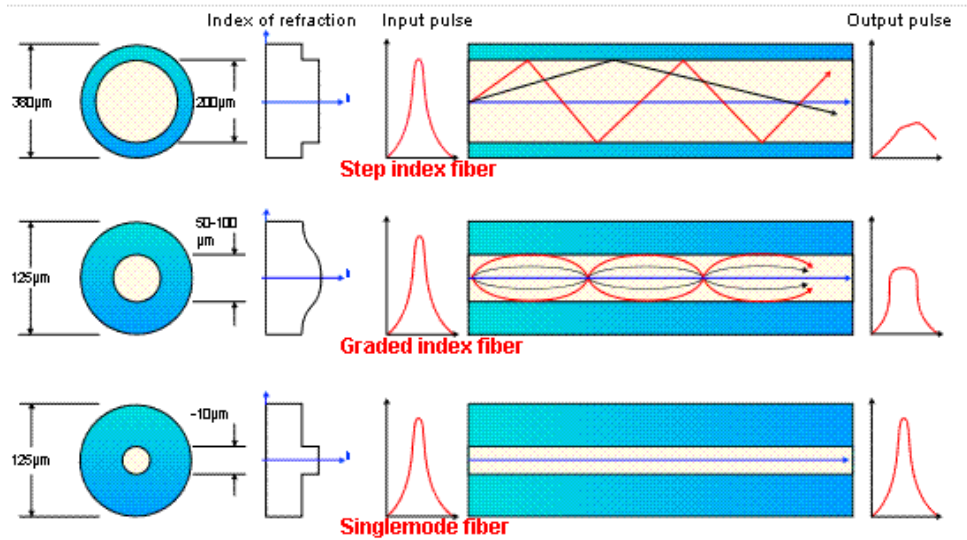 Index of refraction Input pulse Output pulse
380µm
200µm
Step index fiber
50-100
µm
125µm
Graded index fiber
~10µm
125µm
Singlemode fiber